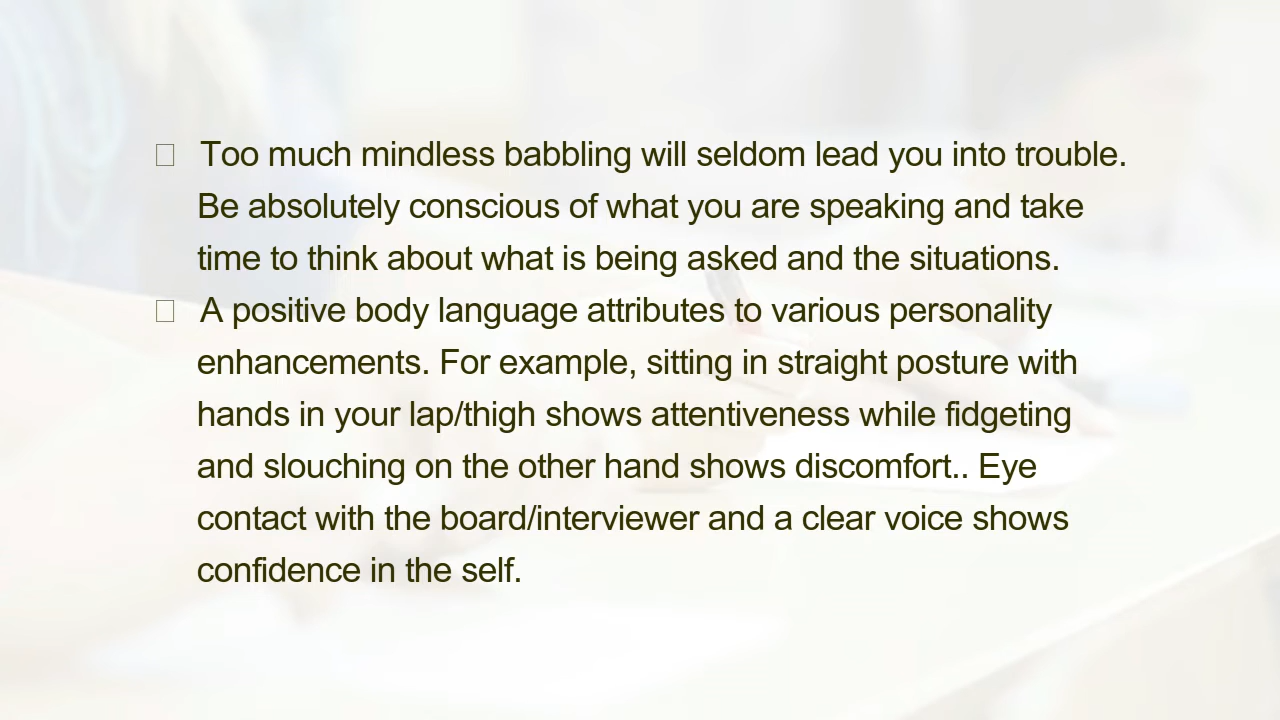 □ Too much mindless babbling will seldom lead you into trouble.
Be absolutely conscious of what you are speaking and take
time to think about what is being asked and the situations.
□ A positive body language attributes to various personality
enhancements. For example, sitting in straight posture with
hands in your lap/thigh shows attentiveness while fidgeting
and slouching on the other hand shows discomfort.. Eye
contact with the board/interviewer and a clear voice shows
confidence in the self.